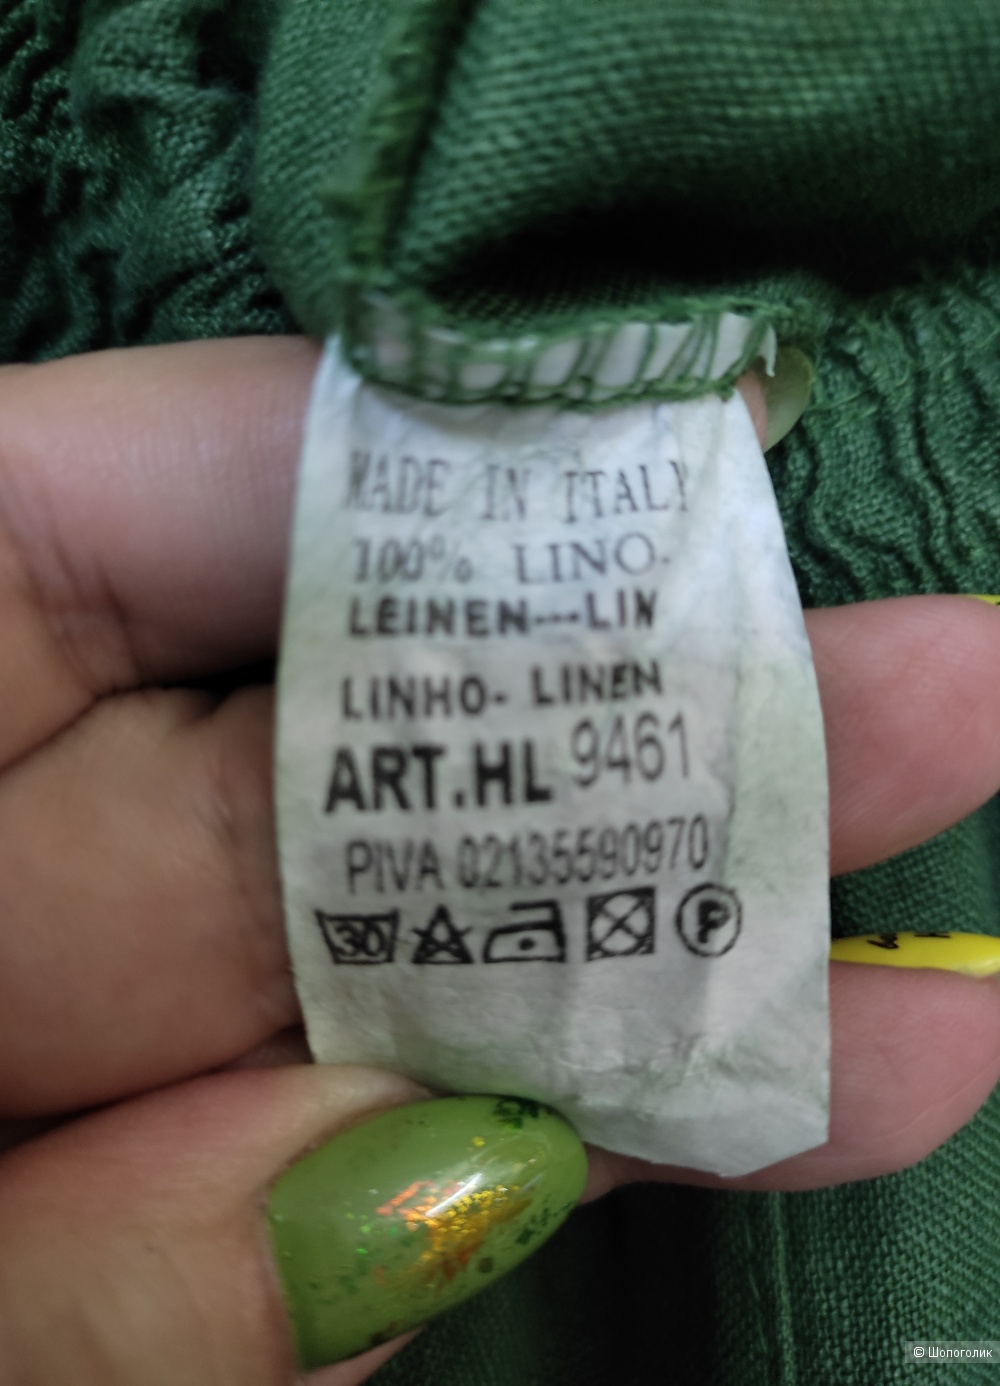 MADE IN ITALY
100% LINO-
LEINEN---LIN
LINHO- LINEN
ART.HL 9461
PIVA 02135590970
30 P
© Шопоголик